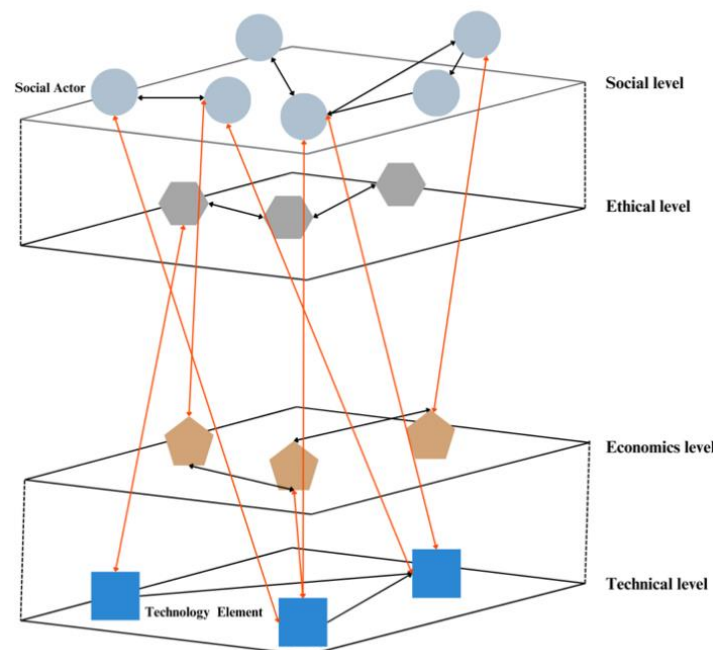 Social Actor
Social level
Ethical level
Economics level
Technical level
Technology Element